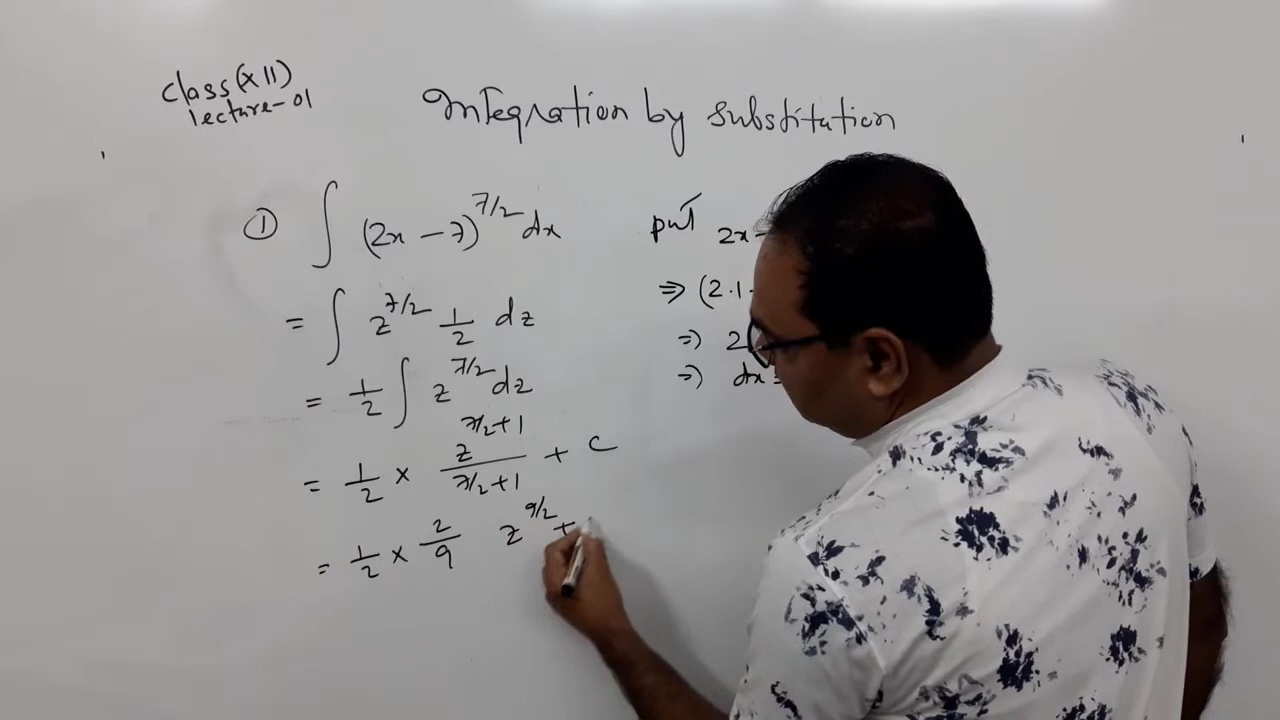 Class (XII)
lecture-01
Integration by substitution
① ∫ (2x - 7)^{7/2} dx
= ∫ z^{7/2} 1/2 dz
= 1/2 ∫ z^{7/2} dz
= 1/2 × z^{7/2+1}/(7/2+1) + c
= 1/2 × 2/9 z^{9/2} +
put 2x-
⇒ (2·1·
⇒ 2
⇒ dx =